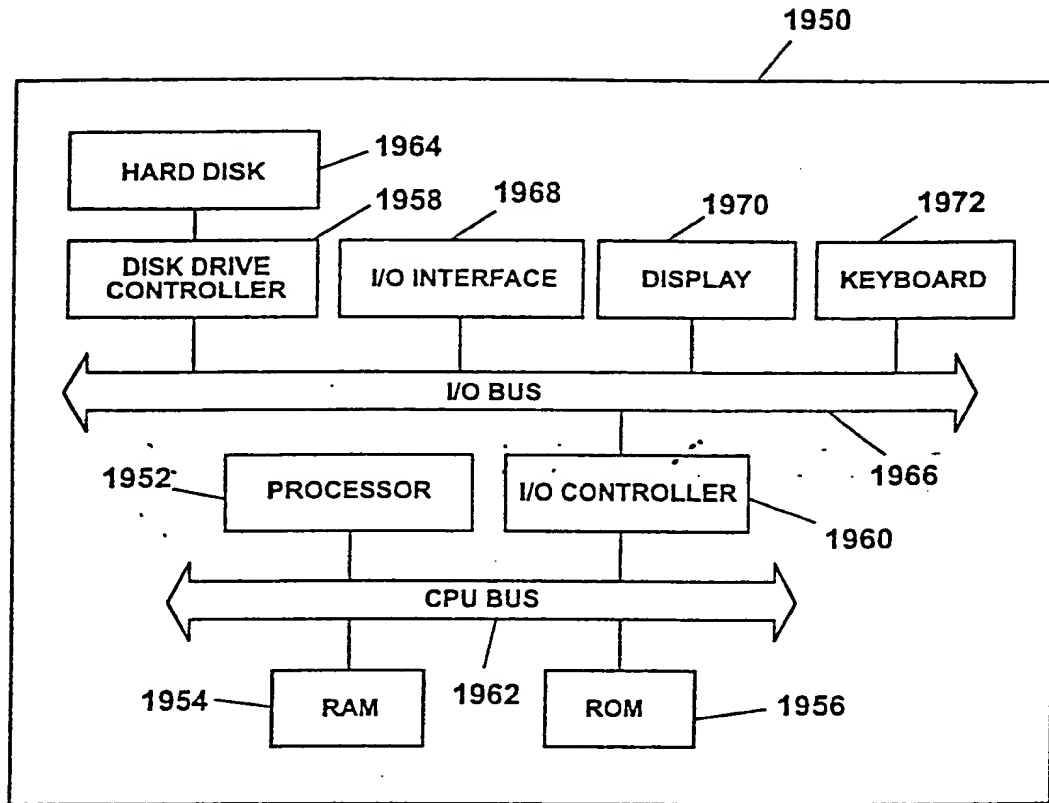 1950
HARD DISK
1964
1958
1968
1970
1972
DISK DRIVE
CONTROLLER
I/O INTERFACE
DISPLAY
KEYBOARD
I/O BUS
1966
1952
PROCESSOR
I/O CONTROLLER
1960
CPU BUS
1954
RAM
1962
ROM
1956